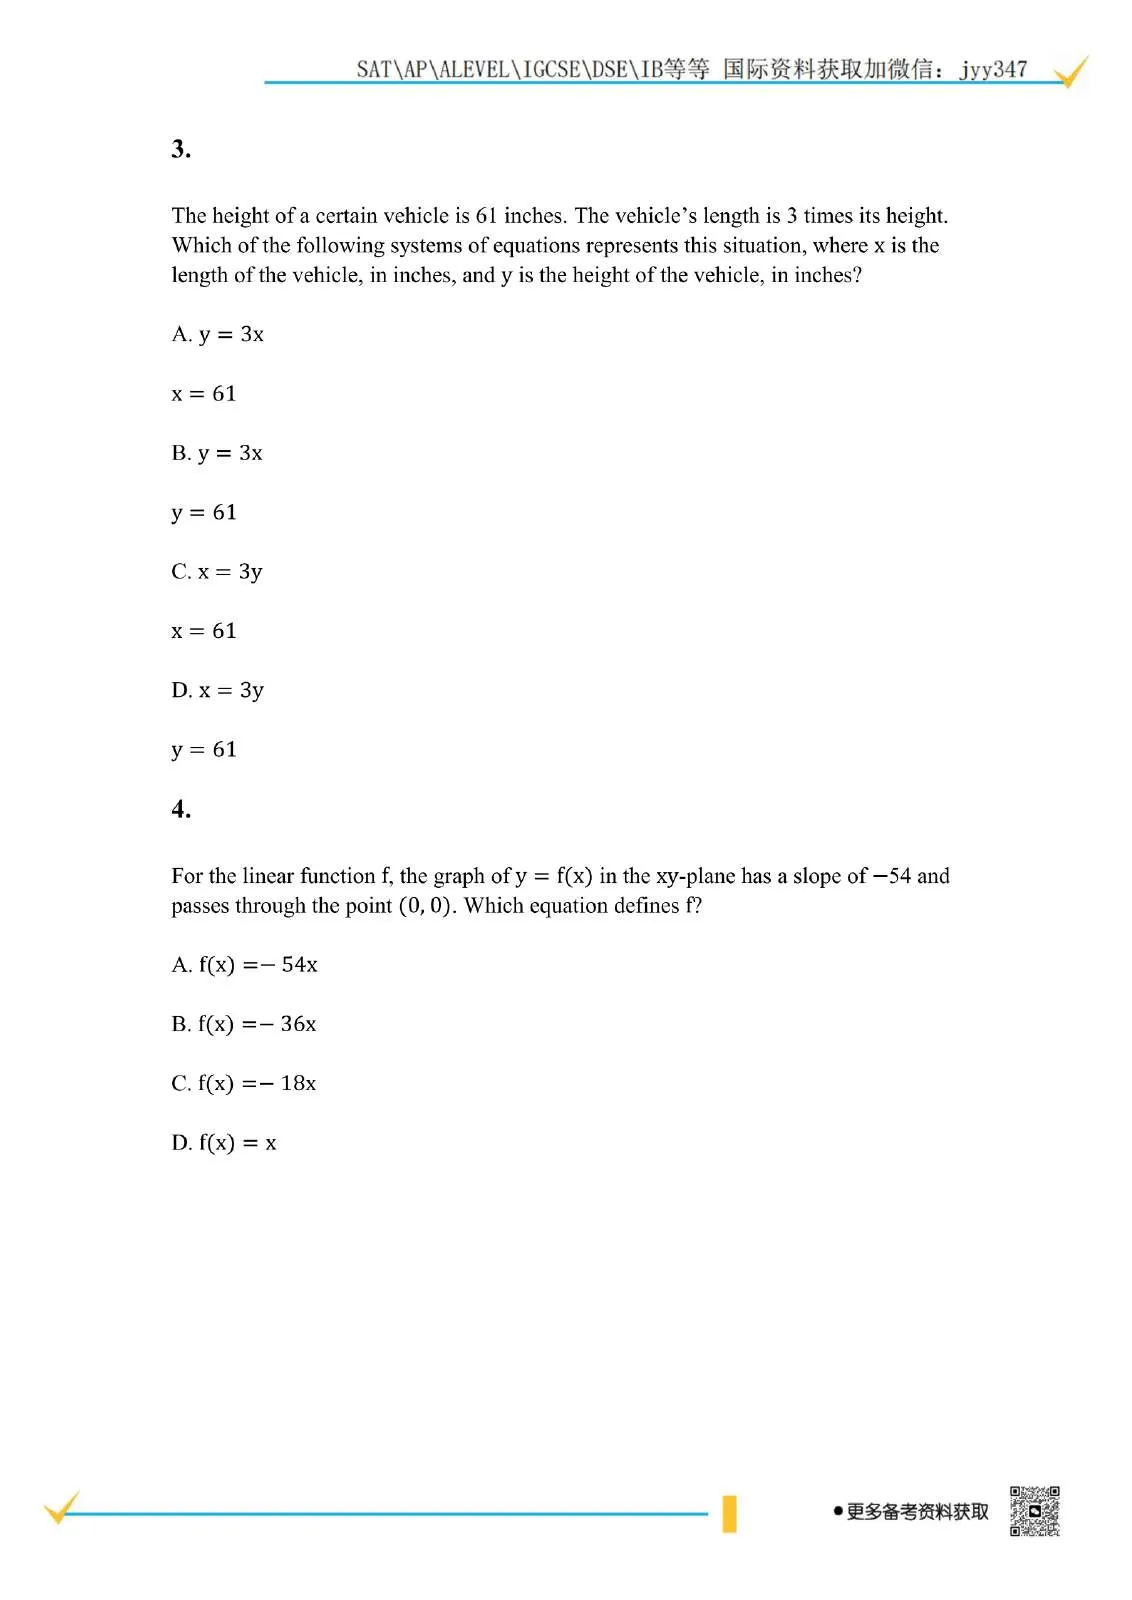 SAT\AP\ALEVEL\IGCSE\DSE\IB等等 国际资料获取加微信：jyy347
3.
The height of a certain vehicle is 61 inches. The vehicle’s length is 3 times its height.
Which of the following systems of equations represents this situation, where x is the
length of the vehicle, in inches, and y is the height of the vehicle, in inches?
A. y = 3x
x = 61
B. y = 3x
y = 61
C. x = 3y
x = 61
D. x = 3y
y = 61
4.
For the linear function f, the graph of y = f(x) in the xy-plane has a slope of −54 and
passes through the point (0, 0). Which equation defines f?
A. f(x) =− 54x
B. f(x) =− 36x
C. f(x) =− 18x
D. f(x) = x
●更多备考资料获取